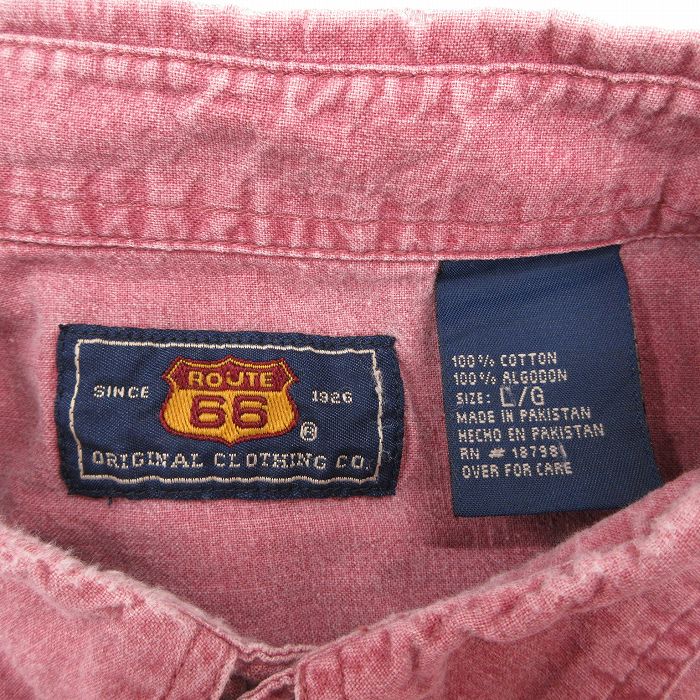 SINCE ROUTE 66 1926
®
ORIGINAL CLOTHING CO.
100% COTTON
100% ALGODON
SIZE: L/G
MADE IN PAKISTAN
HECHO EN PAKISTAN
RN # 18798
OVER FOR CARE